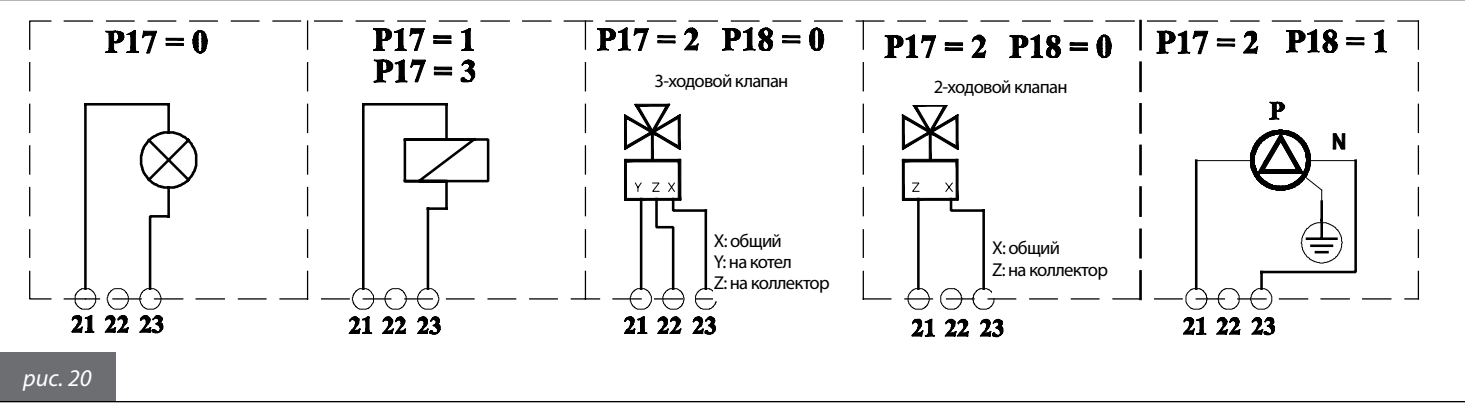 P17 = 0
21 22 23
P17 = 1
P17 = 3
21 22 23
P17 = 2 P18 = 0
3-ходовой клапан
Y Z X
X: общий
Y: на котел
Z: на коллектор
21 22 23
P17 = 2 P18 = 0
2-ходовой клапан
Z X
X: общий
Z: на коллектор
21 22 23
P17 = 2 P18 = 1
P
N
21 22 23
рис. 20